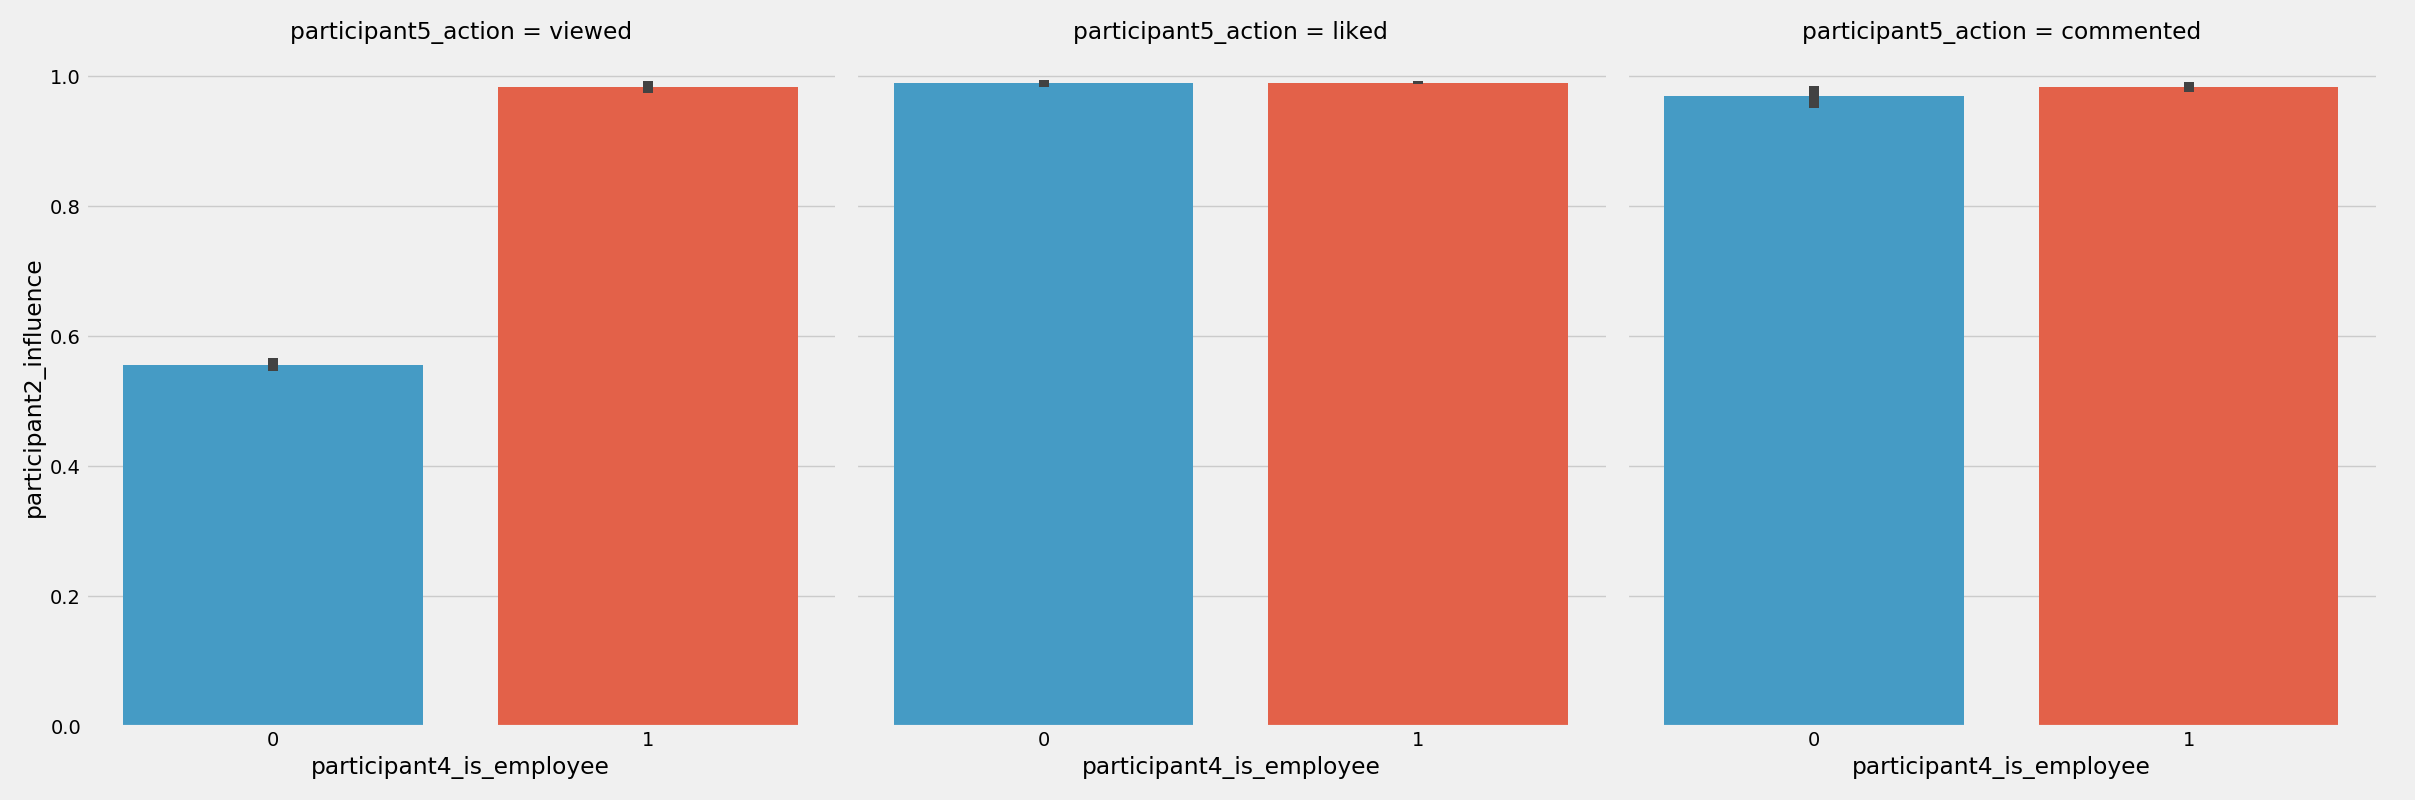 participant5_action = viewed
participant5_action = liked
participant5_action = commented
participant2_influence
1.0
0.8
0.6
0.4
0.2
0.0
0
1
0
1
0
1
participant4_is_employee
participant4_is_employee
participant4_is_employee